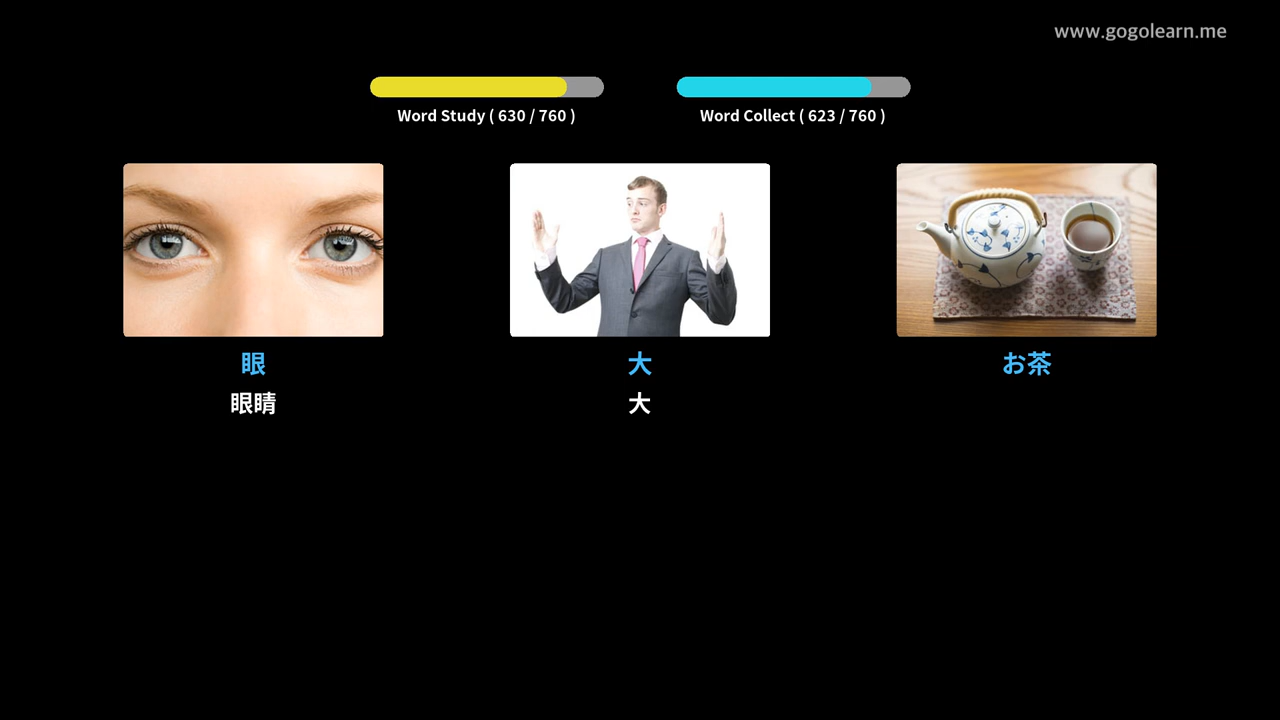 www.gogolearn.me
Word Study ( 630 / 760 )
Word Collect ( 623 / 760 )
眼
大
お茶
眼睛
大